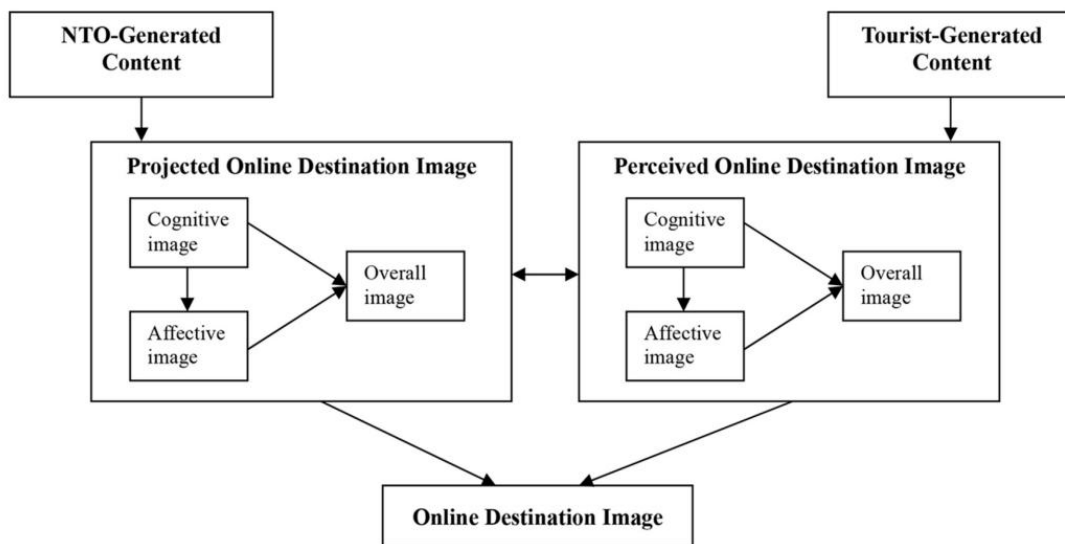 NTO-Generated
Content
Tourist-Generated
Content
Projected Online Destination Image
Cognitive
image
Overall
image
Affective
image
Perceived Online Destination Image
Cognitive
image
Overall
image
Affective
image
Online Destination Image